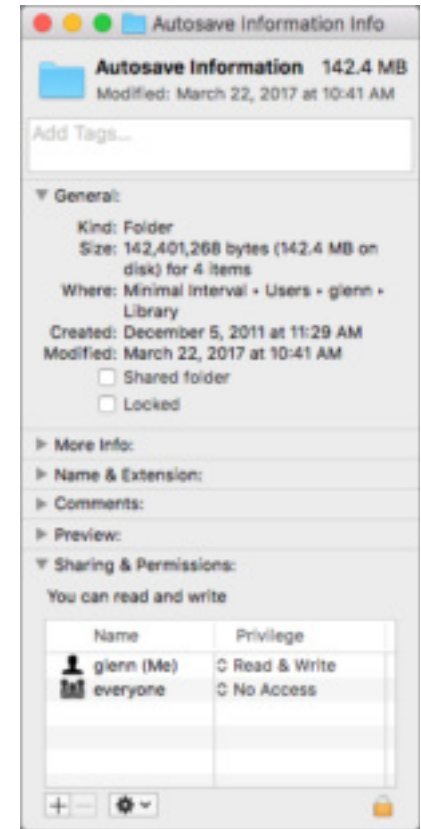 Autosave Information Info
Autosave Information 142.4 MB
Modified: March 22, 2017 at 10:41 AM
Add Tags...
General:
Kind: Folder
Size: 142,401,268 bytes (142.4 MB on
disk) for 4 items
Where: Minimal Interval ▸ Users ▸ glenn ▸
Library
Created: December 5, 2011 at 11:29 AM
Modified: March 22, 2017 at 10:41 AM
Shared folder
Locked
More Info:
Name & Extension:
Comments:
Preview:
Sharing & Permissions:
You can read and write
Name Privilege
glenn (Me) Read & Write
everyone No Access